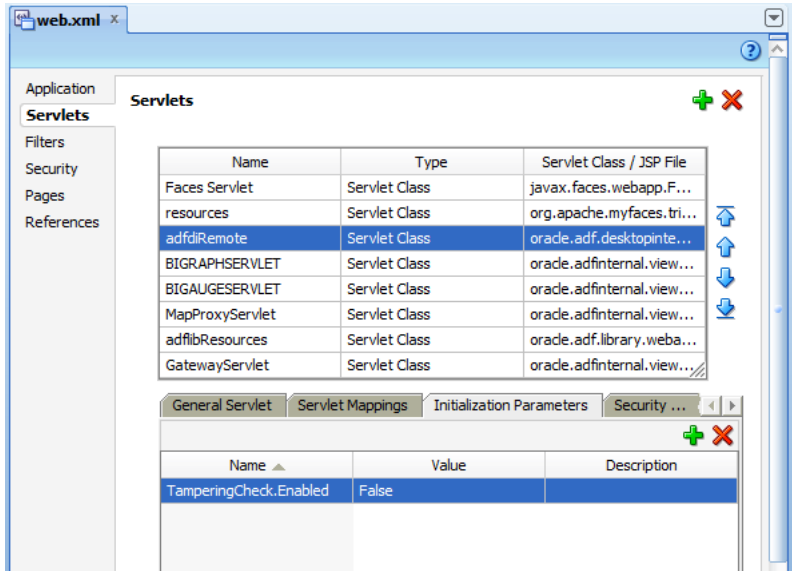 web.xml x
?
Application
Servlets
Filters
Security
Pages
References
Servlets
Name Type Servlet Class / JSP File
Faces Servlet Servlet Class javax.faces.webapp.F...
resources Servlet Class org.apache.myfaces.tri...
adfdiRemote Servlet Class oracle.adf.desktopinte...
BIGRAPHSERVLET Servlet Class oracle.adfinternal.view...
BIGAUGESERVLET Servlet Class oracle.adfinternal.view...
MapProxyServlet Servlet Class oracle.adfinternal.view...
adflibResources Servlet Class oracle.adf.library.weba...
GatewayServlet Servlet Class oracle.adfinternal.view...
General Servlet Servlet Mappings Initialization Parameters Security ...
Name Value Description
TamperingCheck.Enabled False